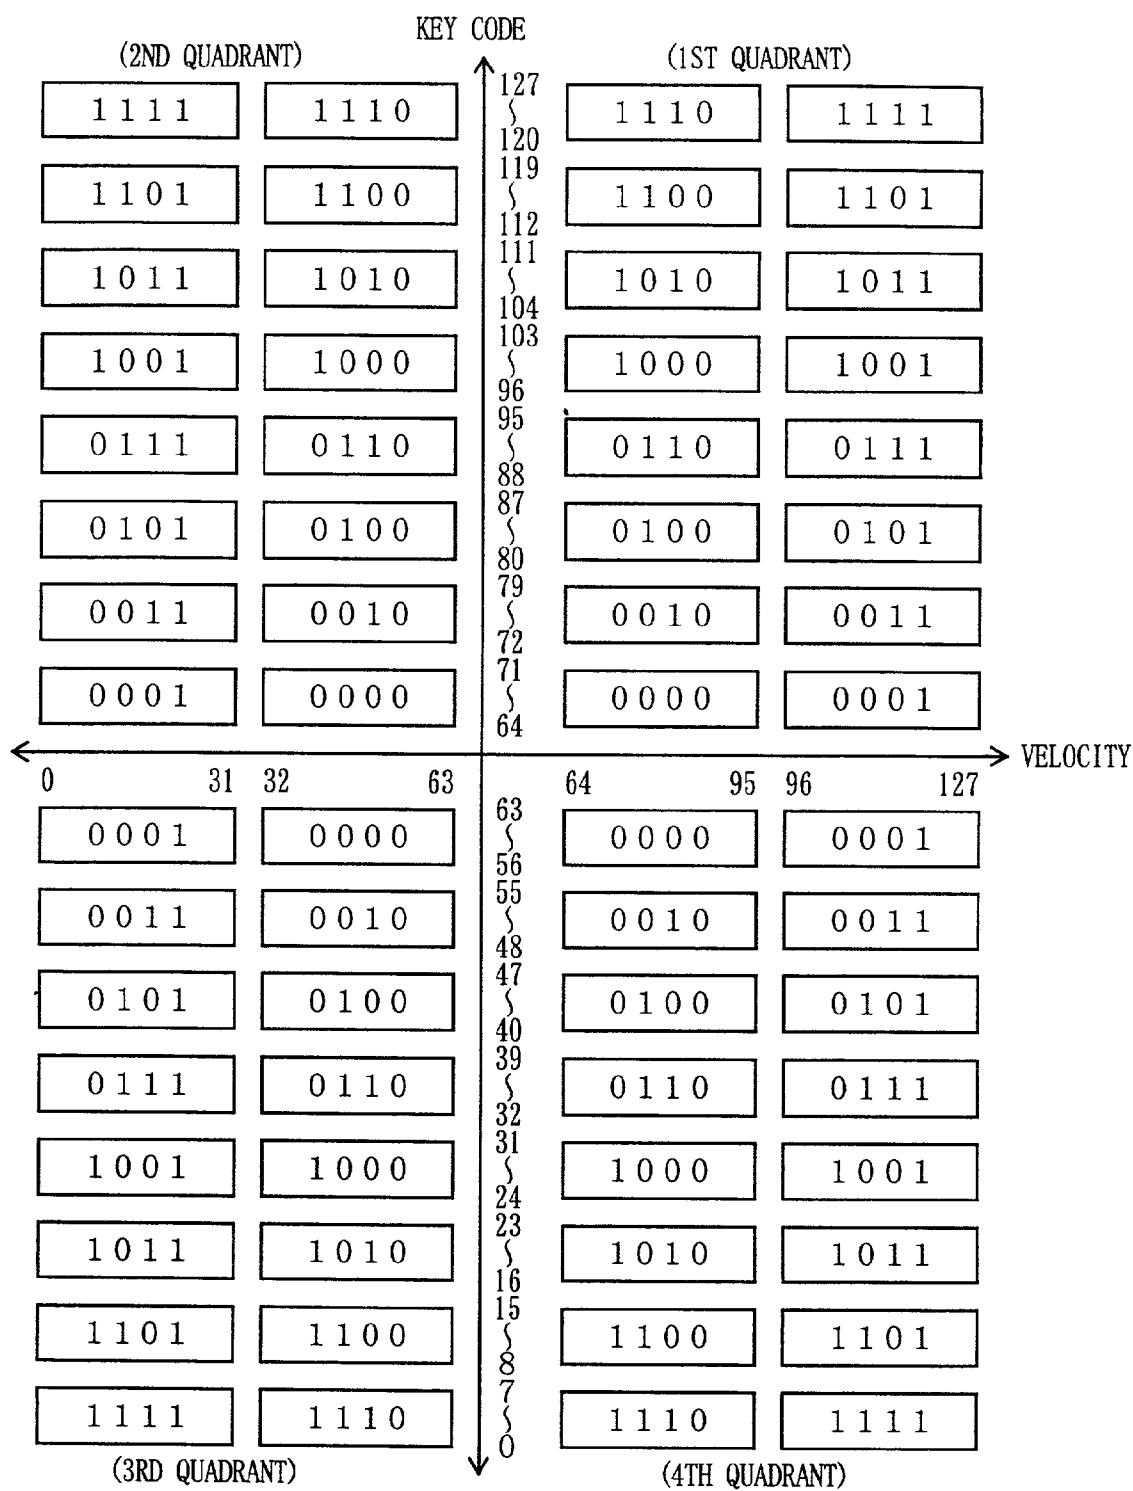 KEY CODE
(2ND QUADRANT) (1ST QUADRANT)
1111 1110 127 ~ 120 1110 1111
1101 1100 119 ~ 112 1100 1101
1011 1010 111 ~ 104 1010 1011
1001 1000 103 ~ 96 1000 1001
0111 0110 95 ~ 88 0110 0111
0101 0100 87 ~ 80 0100 0101
0011 0010 79 ~ 72 0010 0011
0001 0000 71 ~ 64 0000 0001
VELOCITY
0 31 32 63 64 95 96 127
0001 0000 63 ~ 56 0000 0001
0011 0010 55 ~ 48 0010 0011
0101 0100 47 ~ 40 0100 0101
0111 0110 39 ~ 32 0110 0111
1001 1000 31 ~ 24 1000 1001
1011 1010 23 ~ 16 1010 1011
1101 1100 15 ~ 8 1100 1101
1111 1110 7 ~ 0 1110 1111
(3RD QUADRANT) (4TH QUADRANT)